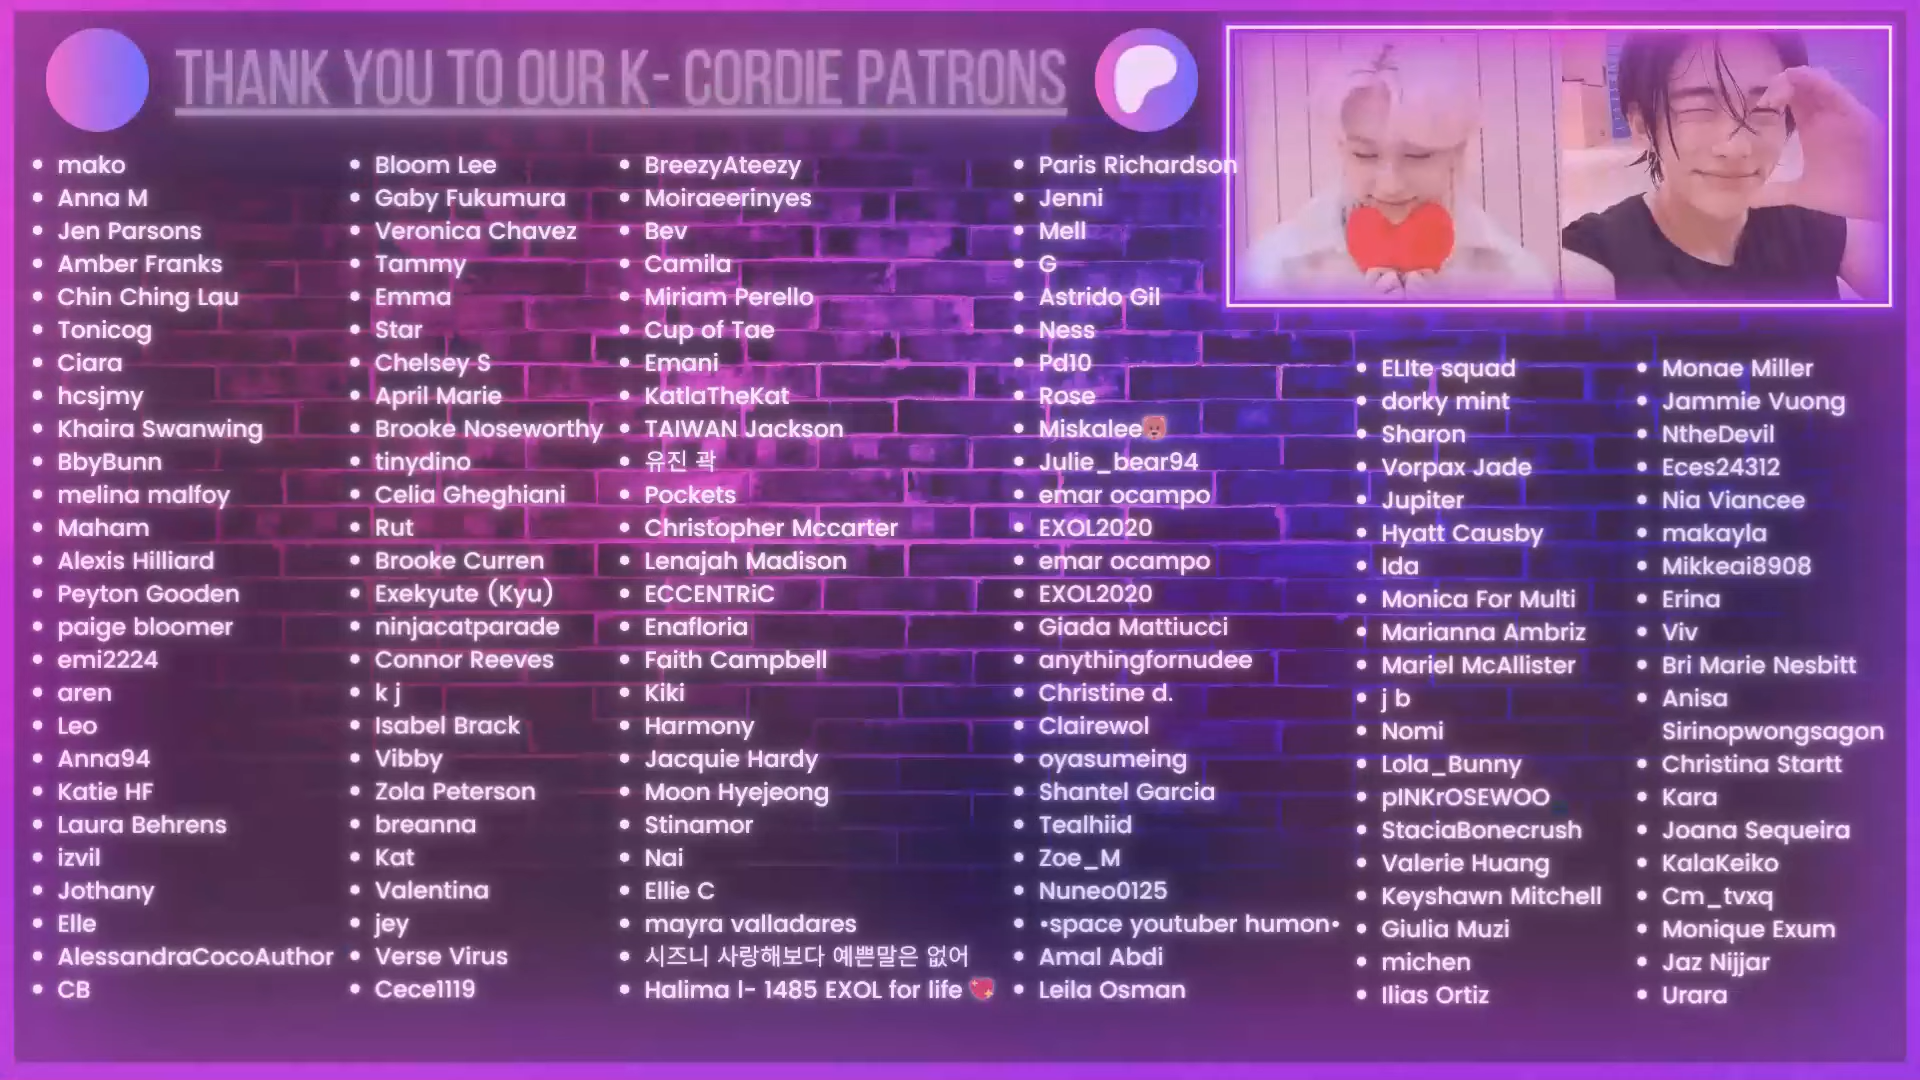 THANK YOU TO OUR K- CORDIE PATRONS
mako
Anna M
Jen Parsons
Amber Franks
Chin Ching Lau
Tonicog
Ciara
hcsjmy
Khaira Swanwing
BbyBunn
melina malfoy
Maham
Alexis Hilliard
Peyton Gooden
paige bloomer
emi2224
aren
Leo
Anna94
Katie HF
Laura Behrens
izvil
Jothany
Elle
AlessandraCocoAuthor
CB
Bloom Lee
Gaby Fukumura
Veronica Chavez
Tammy
Emma
Star
Chelsey S
April Marie
Brooke Noseworthy
tinydino
Celia Gheghiani
Rut
Brooke Curren
Exekyute (Kyu)
ninjacatparade
Connor Reeves
k j
Isabel Brack
Vibby
Zola Peterson
breanna
Kat
Valentina
jey
Verse Virus
Cece1119
BreezyAteezy
Moiraeerinyes
Bev
Camila
Miriam Perello
Cup of Tae
Emani
KatlaTheKat
TAIWAN Jackson
유진 곽
Pockets
Christopher Mccarter
Lenajah Madison
ECCENTRiC
Enafloria
Faith Campbell
Kiki
Harmony
Jacquie Hardy
Moon Hyejeong
Stinamor
Nai
Ellie C
mayra valladares
시즈니 사랑해보다 예쁜말은 없어
Halima I- 1485 EXOL for life 💖
Paris Richardson
Jenni
Mell
G
Astrido Gil
Ness
Pd10
Rose
Miskalee🐻
Julie_bear94
emar ocampo
EXOL2020
emar ocampo
EXOL2020
Giada Mattiucci
anythingfornudee
Christine d.
Clairewol
oyasumeing
Shantel Garcia
Tealhiid
Zoe_M
Nuneo0125
•space youtuber humon•
Amal Abdi
Leila Osman
ELIte squad
dorky mint
Sharon
Vorpax Jade
Jupiter
Hyatt Causby
Ida
Monica For Multi
Marianna Ambriz
Mariel McAllister
j b
Nomi
Lola_Bunny
pINKrOSEWOO
StaciaBonecrush
Valerie Huang
Keyshawn Mitchell
Giulia Muzi
michen
Ilias Ortiz
Monae Miller
Jammie Vuong
NtheDevil
Eces24312
Nia Viancee
makayla
Mikkeai8908
Erina
Viv
Bri Marie Nesbitt
Anisa
Sirinopwongsagon
Christina Startt
Kara
Joana Sequeira
KalaKeiko
Cm_tvxq
Monique Exum
Jaz Nijjar
Urara